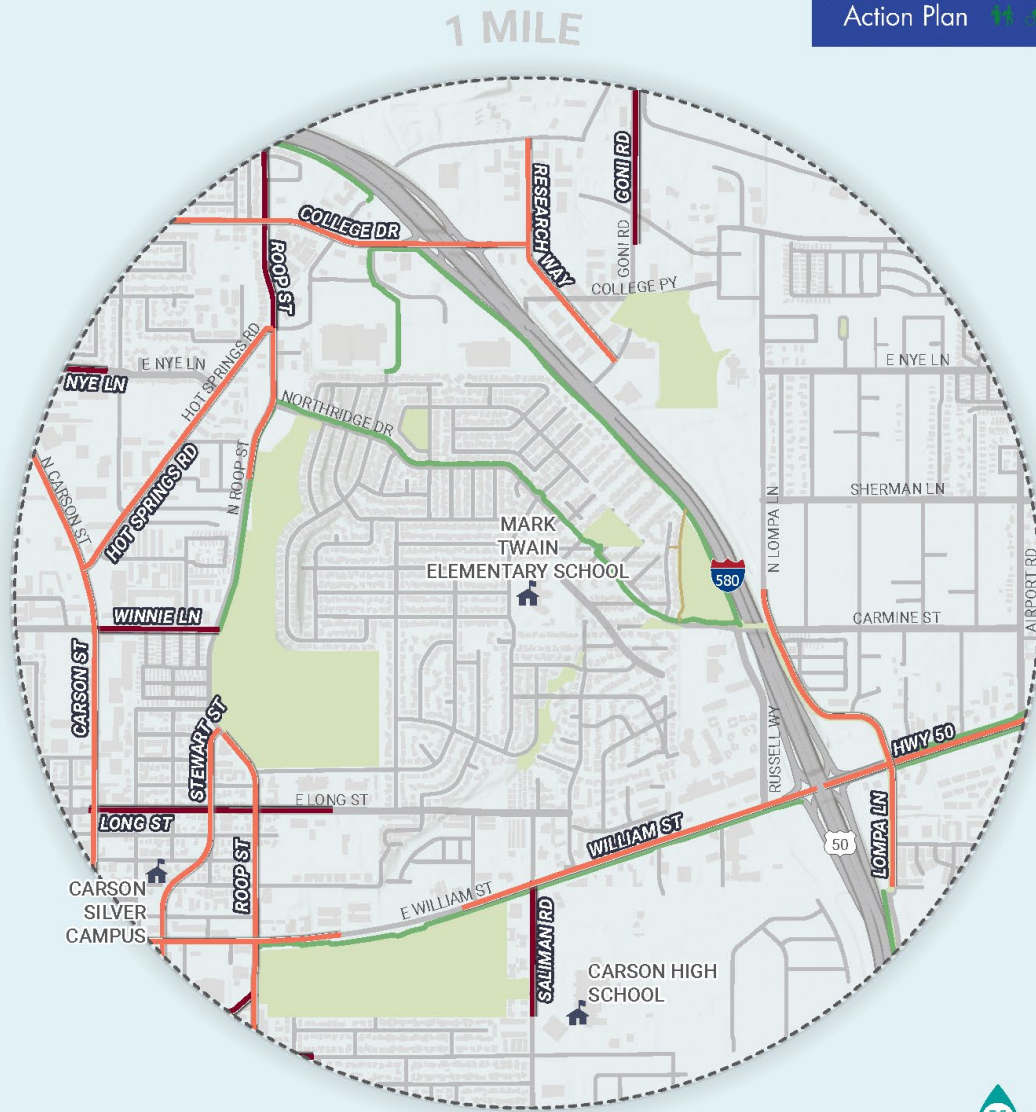 Action Plan
1 MILE
GONI RD
RESEARCH WAY
COLLEGE DR
GONI RD
ROOP ST
COLLEGE PY
HOT SPRINGS RD
E NYE LN
E NYE LN
NYE LN
NORTHRIDGE DR
N CARSON ST
HOT SPRINGS RD
N ROOP ST
SHERMAN LN
N LOMPA LN
MARK
TWAIN
ELEMENTARY SCHOOL
580
AIRPORT RD
WINNIE LN
CARMINE ST
CARSON ST
STEWART ST
HWY 50
RUSSELL WY
E LONG ST
LONG ST
WILLIAM ST
50
LOMPA LN
ROOP ST
CARSON
SILVER
CAMPUS
E WILLIAM ST
SALIMAN RD
CARSON HIGH
SCHOOL